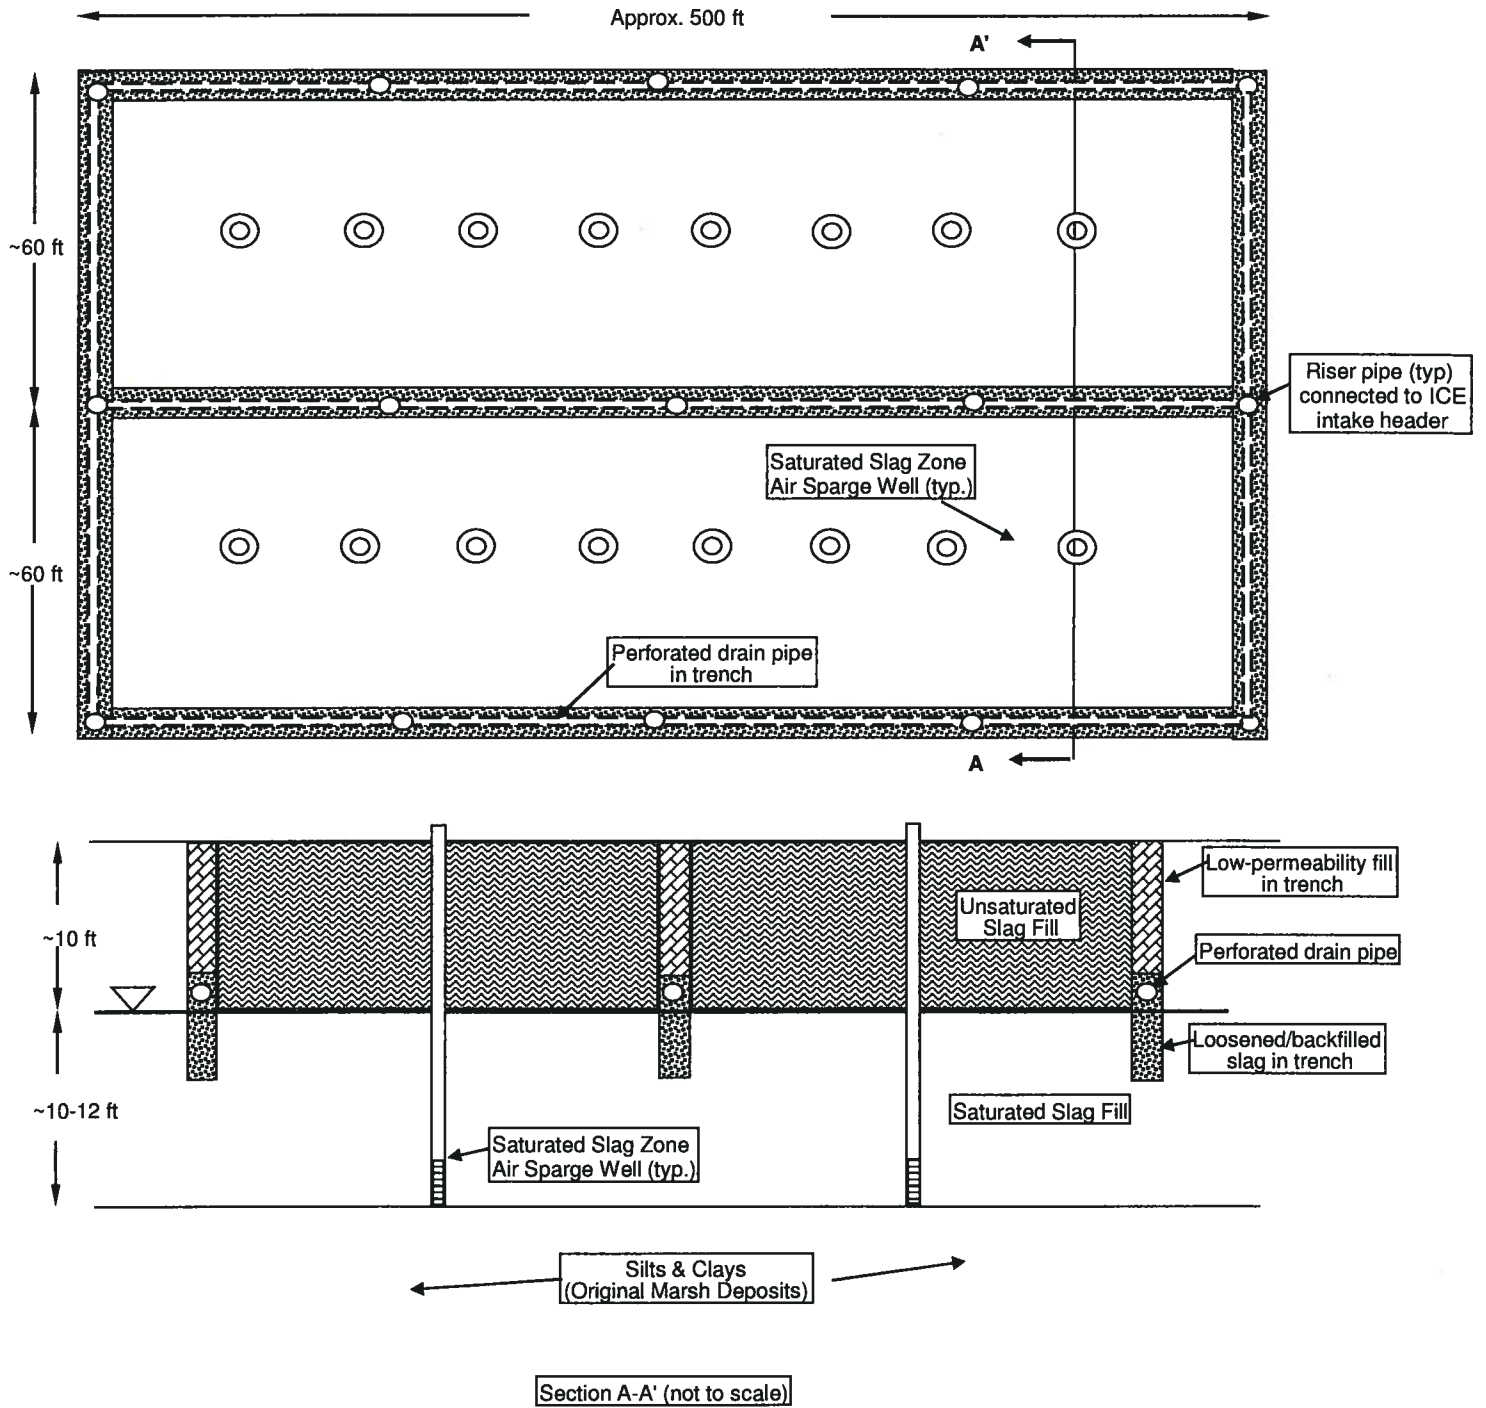 Approx. 500 ft
A'
~60 ft
Riser pipe (typ)
connected to ICE
intake header
Saturated Slag Zone
Air Sparge Well (typ.)
~60 ft
Perforated drain pipe
in trench
A
Low-permeability fill
in trench
Unsaturated
Slag Fill
~10 ft
Perforated drain pipe
Loosened/backfilled
slag in trench
~10-12 ft
Saturated Slag Fill
Saturated Slag Zone
Air Sparge Well (typ.)
Silts & Clays
(Original Marsh Deposits)
Section A-A' (not to scale)